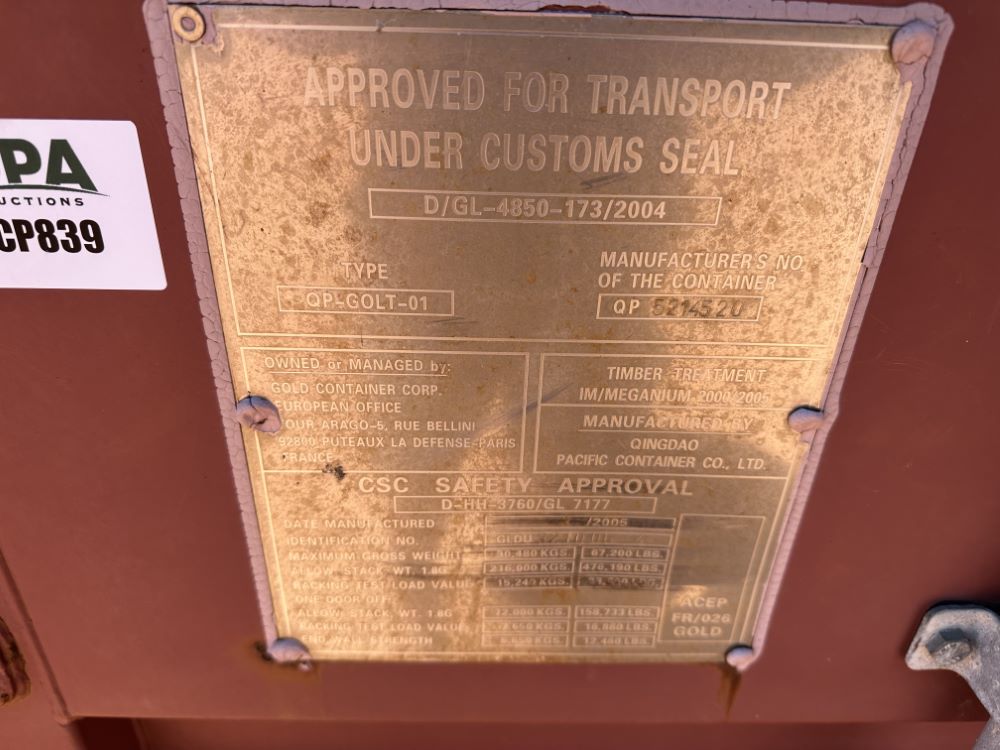 PA
UCTIONS
CP839
APPROVED FOR TRANSPORT
UNDER CUSTOMS SEAL
D/GL-4850-173/2004
TYPE
QP-GOLT-01
MANUFACTURER'S NO
OF THE CONTAINER
QP 5214520
OWNED or MANAGED by:
GOLD CONTAINER CORP.
EUROPEAN OFFICE
TOUR ARAGO-5, RUE BELLINI
92800 PUTEAUX LA DEFENSE-PARIS
FRANCE
TIMBER TREATMENT
IM/MEGANIUM 2000/2005
MANUFACTURED BY
QINGDAO
PACIFIC CONTAINER CO., LTD.
CSC SAFETY APPROVAL
D-HH-3760/GL 7177
DATE MANUFACTURED /2005
IDENTIFICATION NO. GLDU
MAXIMUM GROSS WEIGHT 30,480 KGS. 67,200 LBS.
ALLOW. STACK. WT. 1.8G 216,000 KGS. 476,190 LBS.
RACKING TEST LOAD VALUE 15,240 KGS. LBS.
ONE DOOR OFF:
ALLOW. STACK. WT. 1.8G 72,000 KGS. 158,733 LBS.
RACKING TEST LOAD VALUE KGS. LBS.
END WALL STRENGTH KGS. LBS.
ACEP
FR/026
GOLD